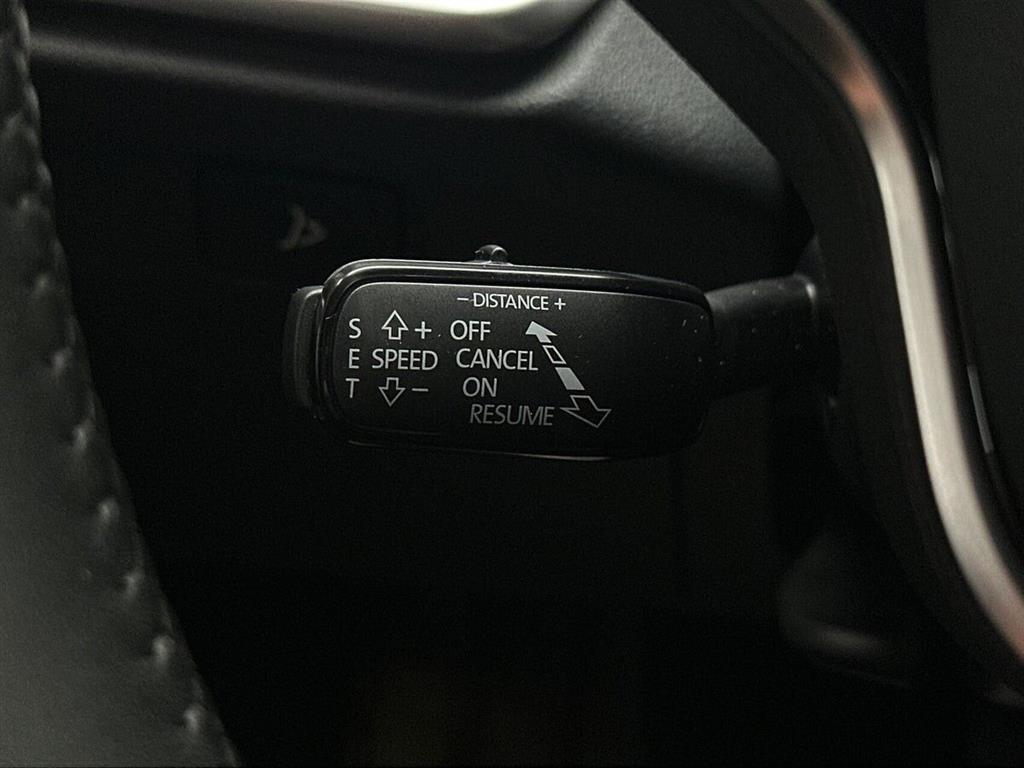 - DISTANCE +
S + OFF
E SPEED CANCEL
T - ON
RESUME